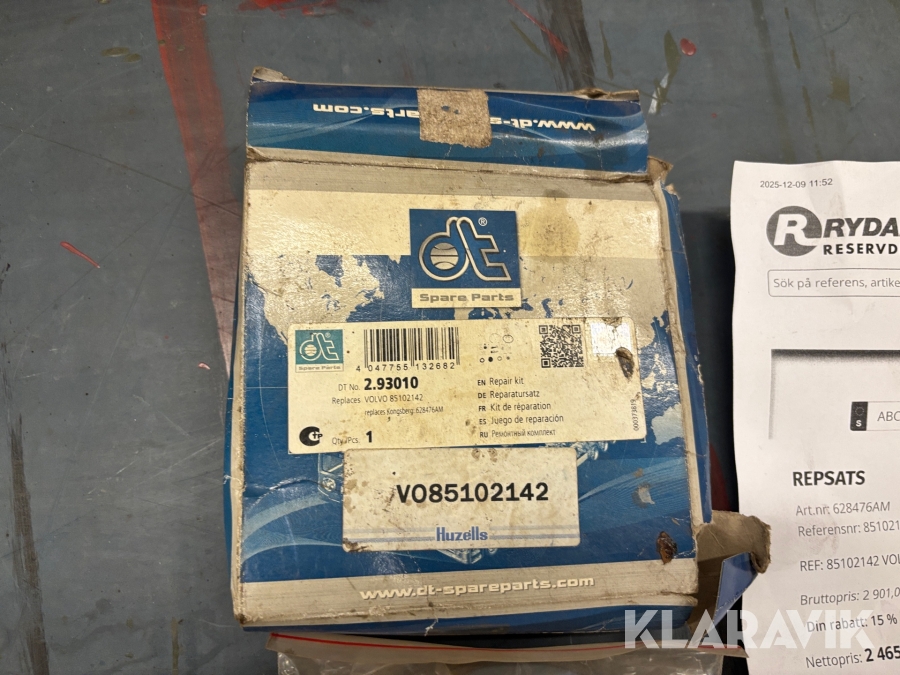 www.dt-s parts.com
dt®
Spare Parts
dt®
Spare Parts
4 047755 132682
DT No. 2.93010
Replaces VOLVO 85102142
replaces Kongsberg: 628476AM
Qty./Pcs. 1
EN Repair kit
DE Reparatursatz
FR Kit de réparation
ES Juego de reparación
RU Ремонтный комплект
000373819
VO85102142
Huzells
www.dt-spareparts.com
2025-12-09 11:52
R RYDA
RESERVD
Sök på referens, artike
S
ABC
REPSATS
Art.nr: 628476AM
Referensnr: 851021
REF: 85102142 VOL
Bruttopris: 2 901,0
Din rabatt: 15 %
Nettopris: 2 465
KLARAVIK